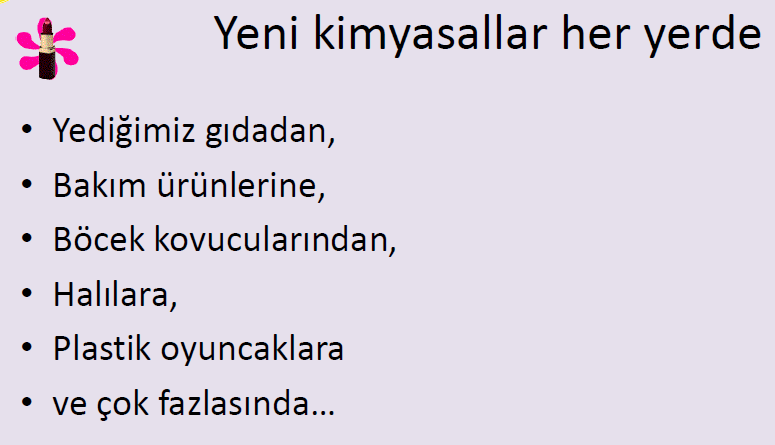 Yeni kimyasallar her yerde
• Yediğimiz gıdadan,
• Bakım ürünlerine,
• Böcek kovucularından,
• Halılara,
• Plastik oyuncaklara
• ve çok fazlasında...